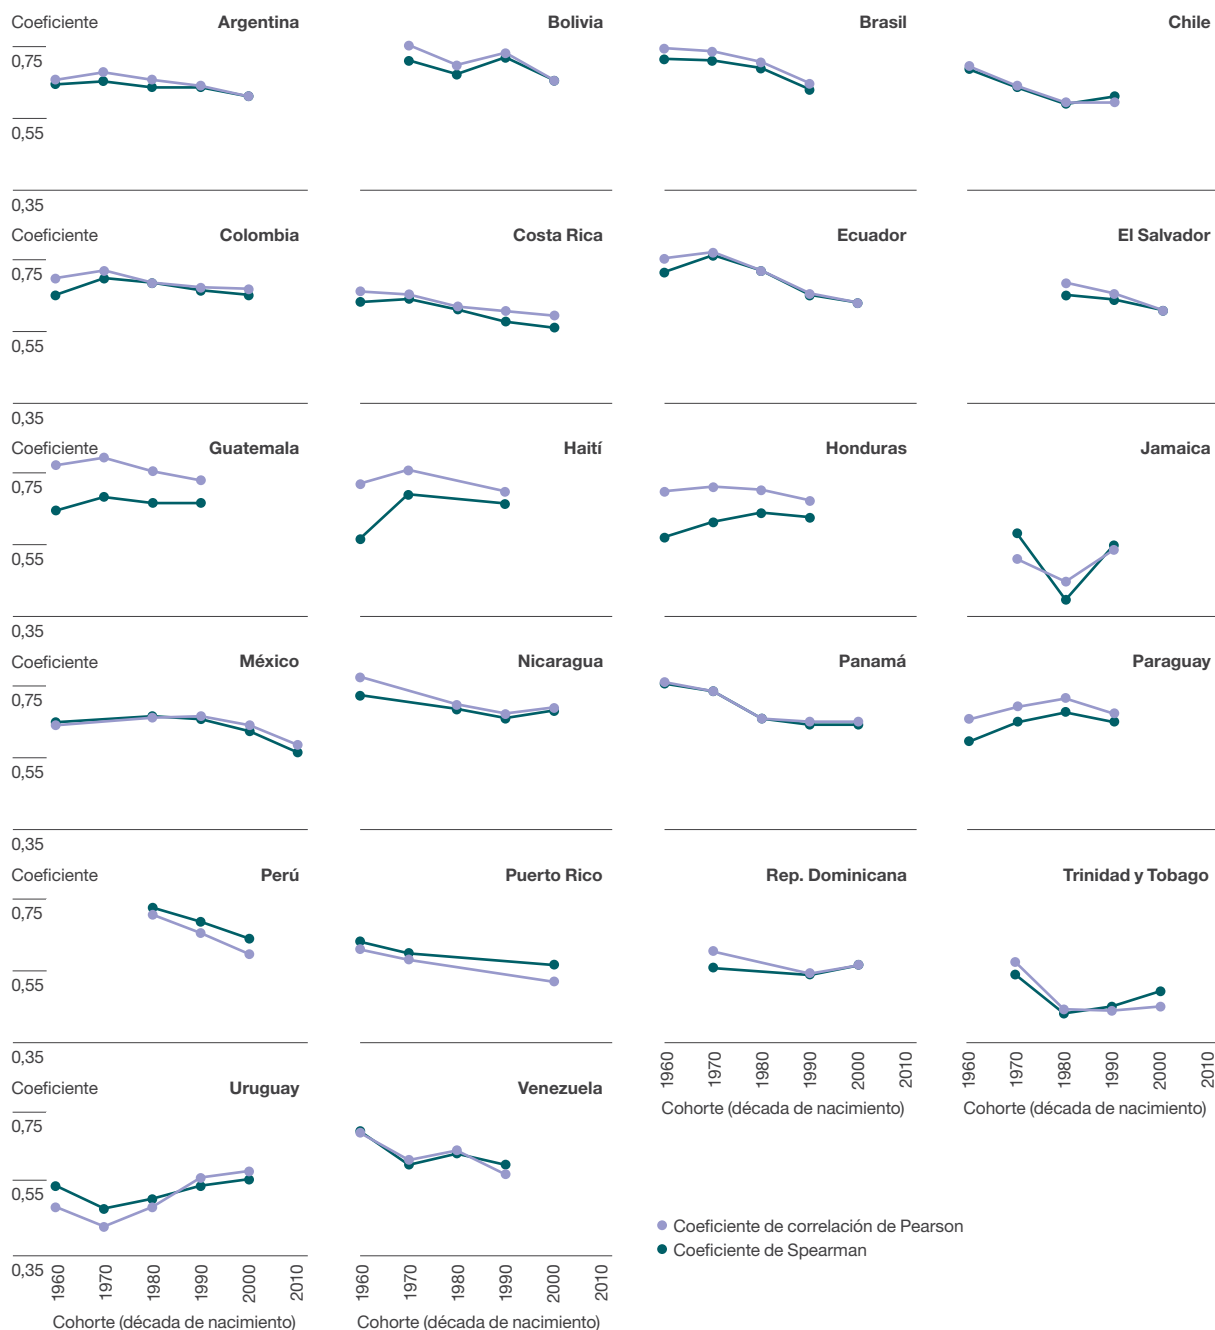 Coeficiente Argentina Bolivia Brasil Chile
0,75
0,55
0,35
Coeficiente Colombia Costa Rica Ecuador El Salvador
0,75
0,55
0,35
Coeficiente Guatemala Haití Honduras Jamaica
0,75
0,55
0,35
Coeficiente México Nicaragua Panamá Paraguay
0,75
0,55
0,35
Coeficiente Perú Puerto Rico Rep. Dominicana Trinidad y Tobago
0,75
0,55
0,35
1960 1970 1980 1990 2000 2010 1960 1970 1980 1990 2000 2010
Cohorte (década de nacimiento) Cohorte (década de nacimiento)
Coeficiente Uruguay Venezuela
0,75
0,55
0,35
1960 1970 1980 1990 2000 2010 1960 1970 1980 1990 2000 2010
Cohorte (década de nacimiento) Cohorte (década de nacimiento)
Coeficiente de correlación de Pearson
Coeficiente de Spearman